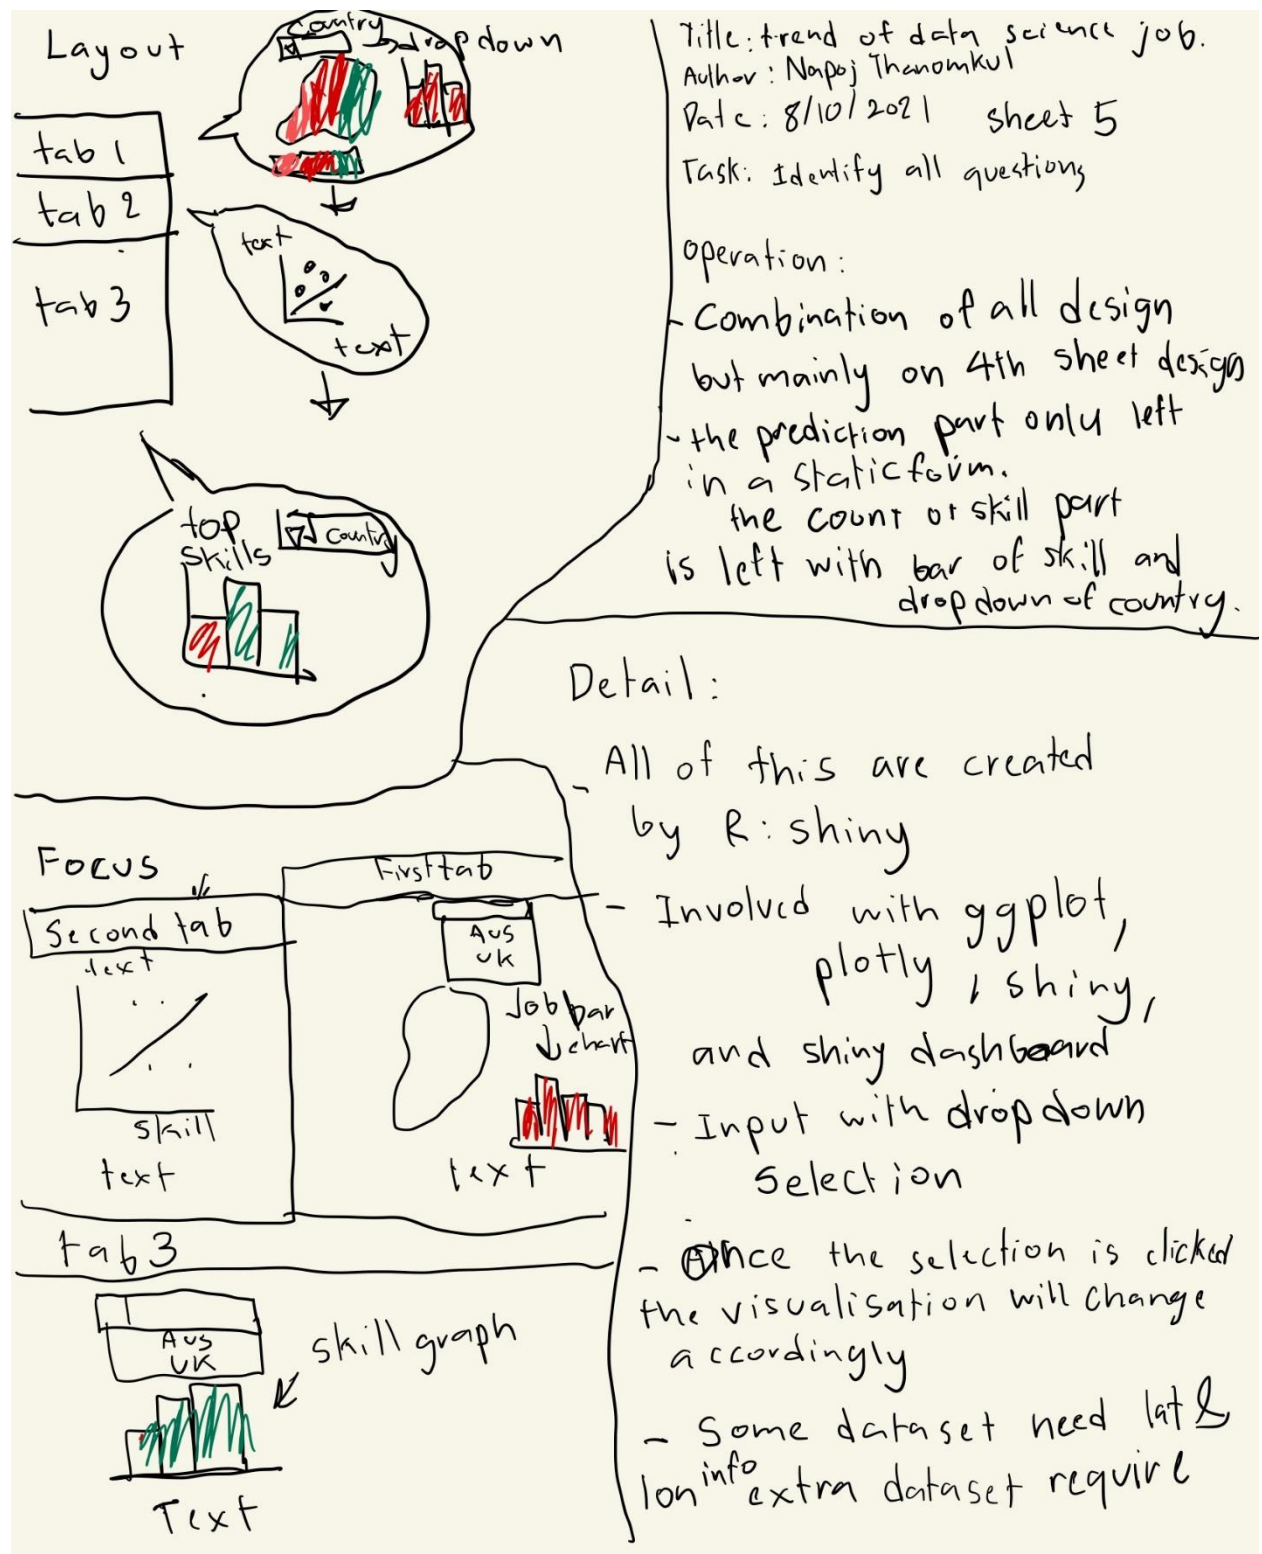 Layout
country
dropdown
tab 1
tab 2
tab 3
text
text
top
skills
country
Title: trend of data science job.
Author: Napoj Thanomkul
Date: 8/10/2021 sheet 5
Task: Identify all questions
operation:
- Combination of all design
but mainly on 4th sheet design
- the prediction part only left
in a static form.
the count of skill part
is left with bar of skill and
dropdown of country.
Focus
Second tab
text
skill
text
First tab
Aus
UK
Job bar
chart
text
tab 3
Aus
UK
skill graph
Text
Detail:
- All of this are created
by R: shiny
- Involved with ggplot,
plotly, shiny,
and shiny dashboard
- Input with dropdown
selection
- Once the selection is clicked
the visualisation will change
accordingly
- Some dataset need lat &
lon info extra dataset require